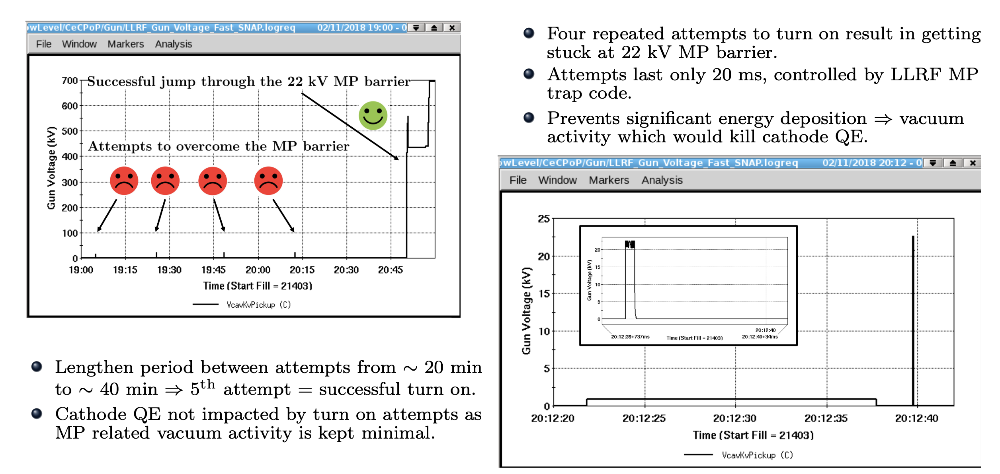 wLevel/CeCPoP/Gun/LLRF_Gun_Voltage_Fast_SNAP.logreq 02/11/2018 19:00 - 0
File Window Markers Analysis
Successful jump through the 22 kV MP barrier
Attempts to overcome the MP barrier
Gun Voltage (kV)
700
600
500
400
300
200
100
0
19:00 19:15 19:30 19:45 20:00 20:15 20:30 20:45
Time (Start Fill = 21403)
VcavKvPickup (C)
Lengthen period between attempts from ∼ 20 min
to ∼ 40 min ⇒ 5th attempt = successful turn on.
Cathode QE not impacted by turn on attempts as
MP related vacuum activity is kept minimal.
Four repeated attempts to turn on result in getting
stuck at 22 kV MP barrier.
Attempts last only 20 ms, controlled by LLRF MP
trap code.
Prevents significant energy deposition ⇒ vacuum
activity which would kill cathode QE.
wLevel/CeCPoP/Gun/LLRF_Gun_Voltage_Fast_SNAP.logreq 02/11/2018 20:12 - 0
File Window Markers Analysis
Gun Voltage (kV)
25
20
15
10
5
0
Gun Voltage (kV)
20
15
10
5
0
20:12:40
20:12:39+737ms Time (Start Fill = 21403) 20:12:40+34ms
20:12:20 20:12:25 20:12:30 20:12:35 20:12:40
Time (Start Fill = 21403)
VcavKvPickup (C)